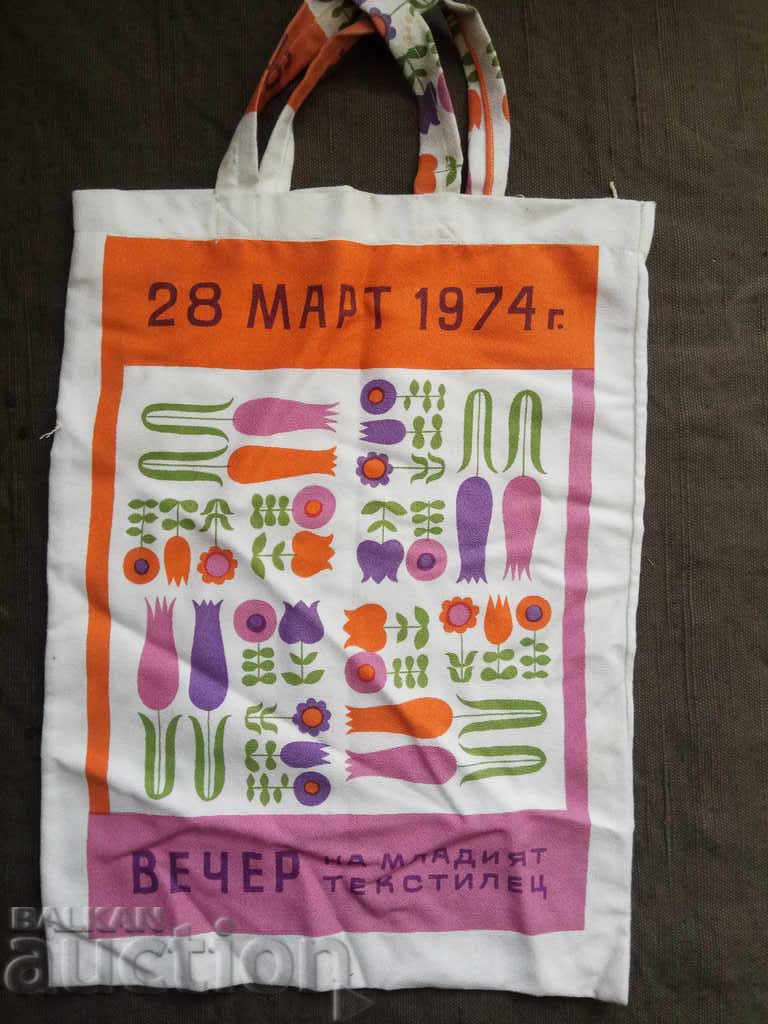 28 МАРТ 1974 г.
ВЕЧЕР НА МЛАДИЯТ
ТЕКСТИЛЕЦ
BALKAN
auction